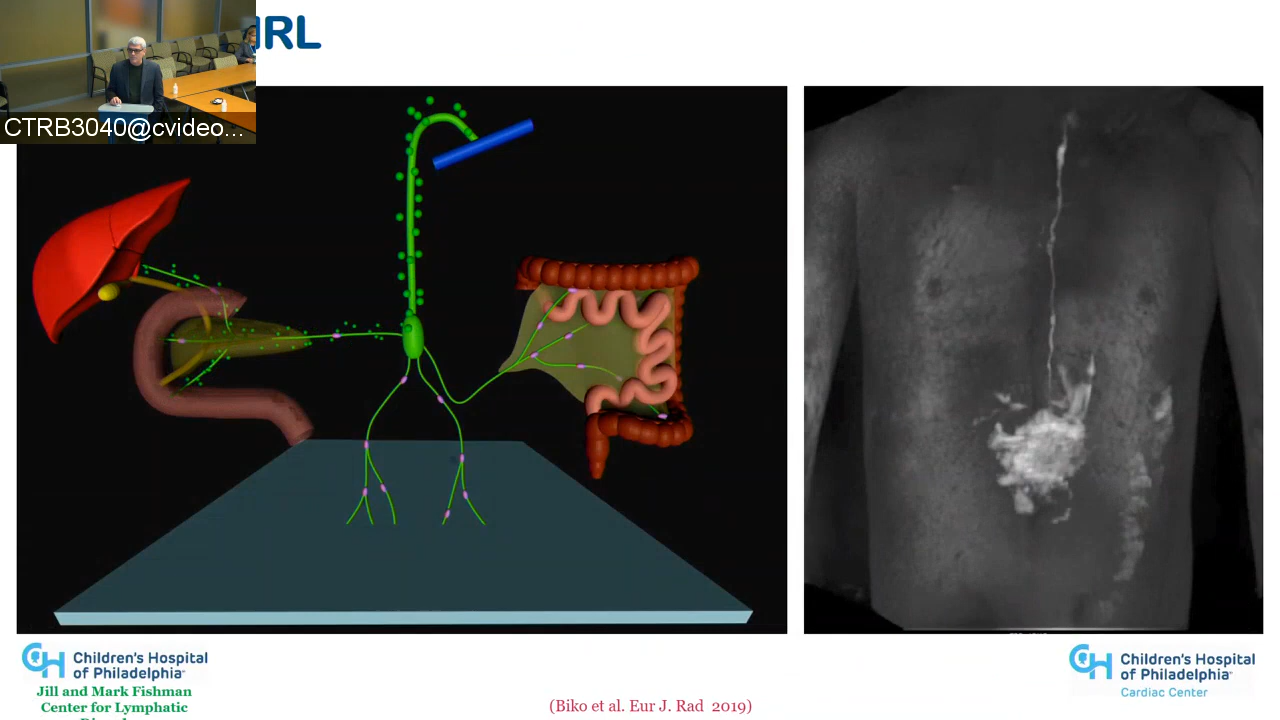 RL
CTRB3040@cvideo...
Children's Hospital
of Philadelphia
Jill and Mark Fishman
Center for Lymphatic
(Biko et al. Eur J. Rad 2019)
Children's Hospital
of Philadelphia
Cardiac Center